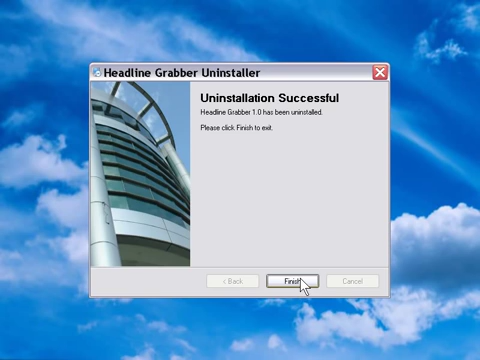 Headline Grabber Uninstaller
Uninstallation Successful
Headline Grabber 1.0 has been uninstalled.
Please click Finish to exit.
< Back
Finish
Cancel